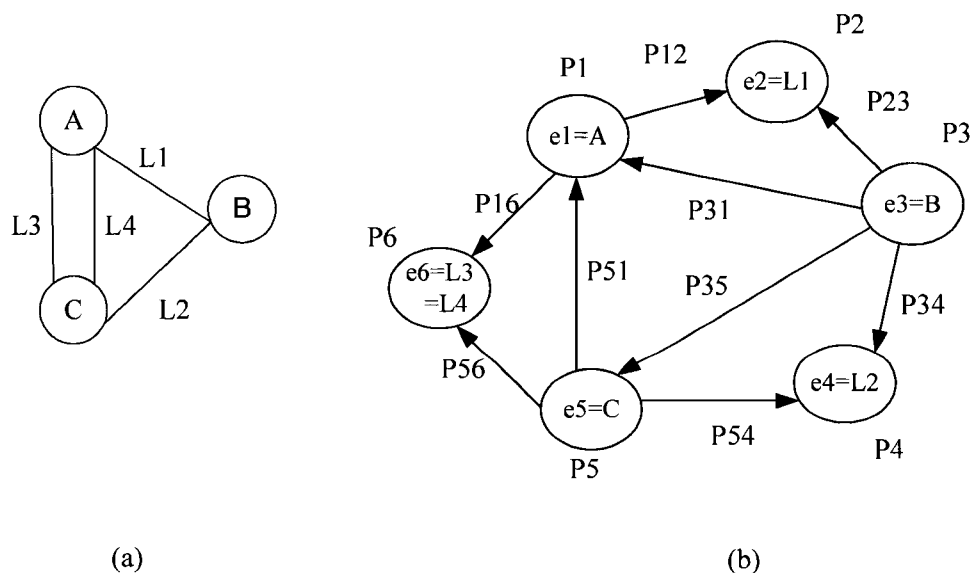 A
L1
B
L3
L4
C
L2
(a)
P2
P12
P1
e2=L1
P23
P3
e1=A
e3=B
P16
P31
P6
e6=L3
=L4
P51
P35
P34
P56
e4=L2
e5=C
P54
P5
P4
(b)